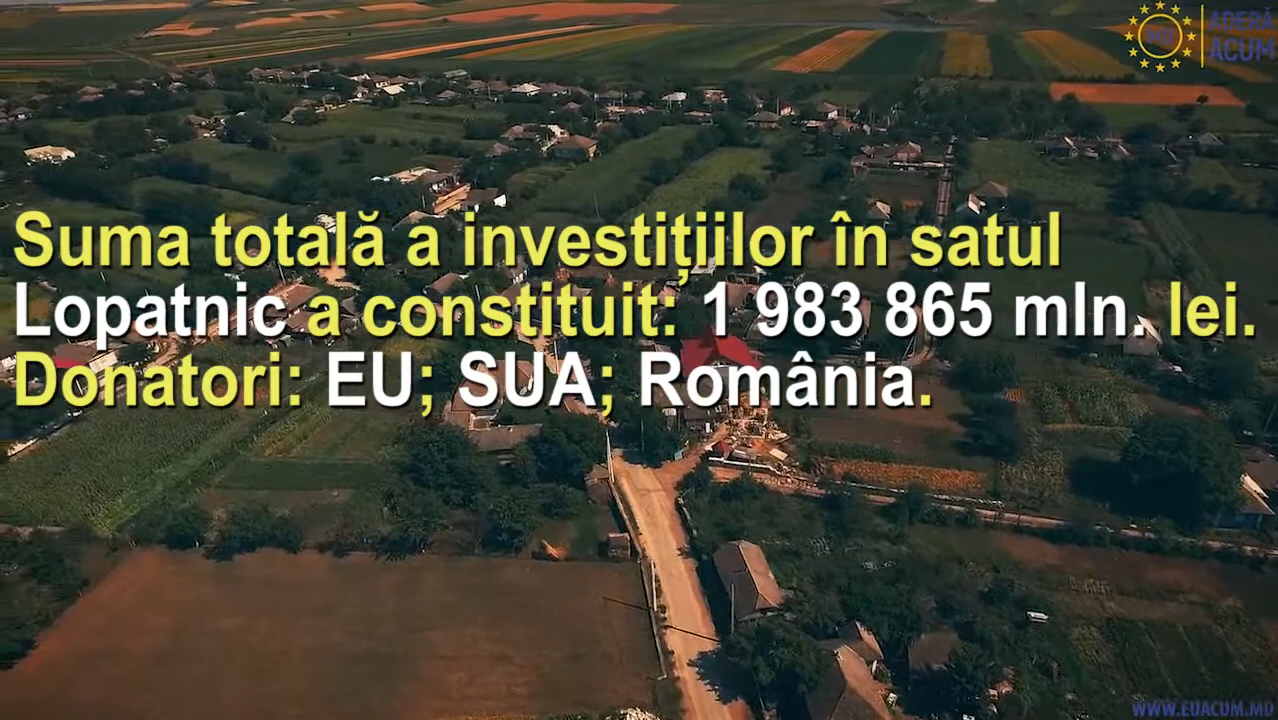 MD
ADERĂ
ACUM
Suma totală a investițiilor în satul
Lopatnic a constituit: 1 983 865 mln. lei.
Donatori: EU; SUA; România.
WWW.EUACUM.MD